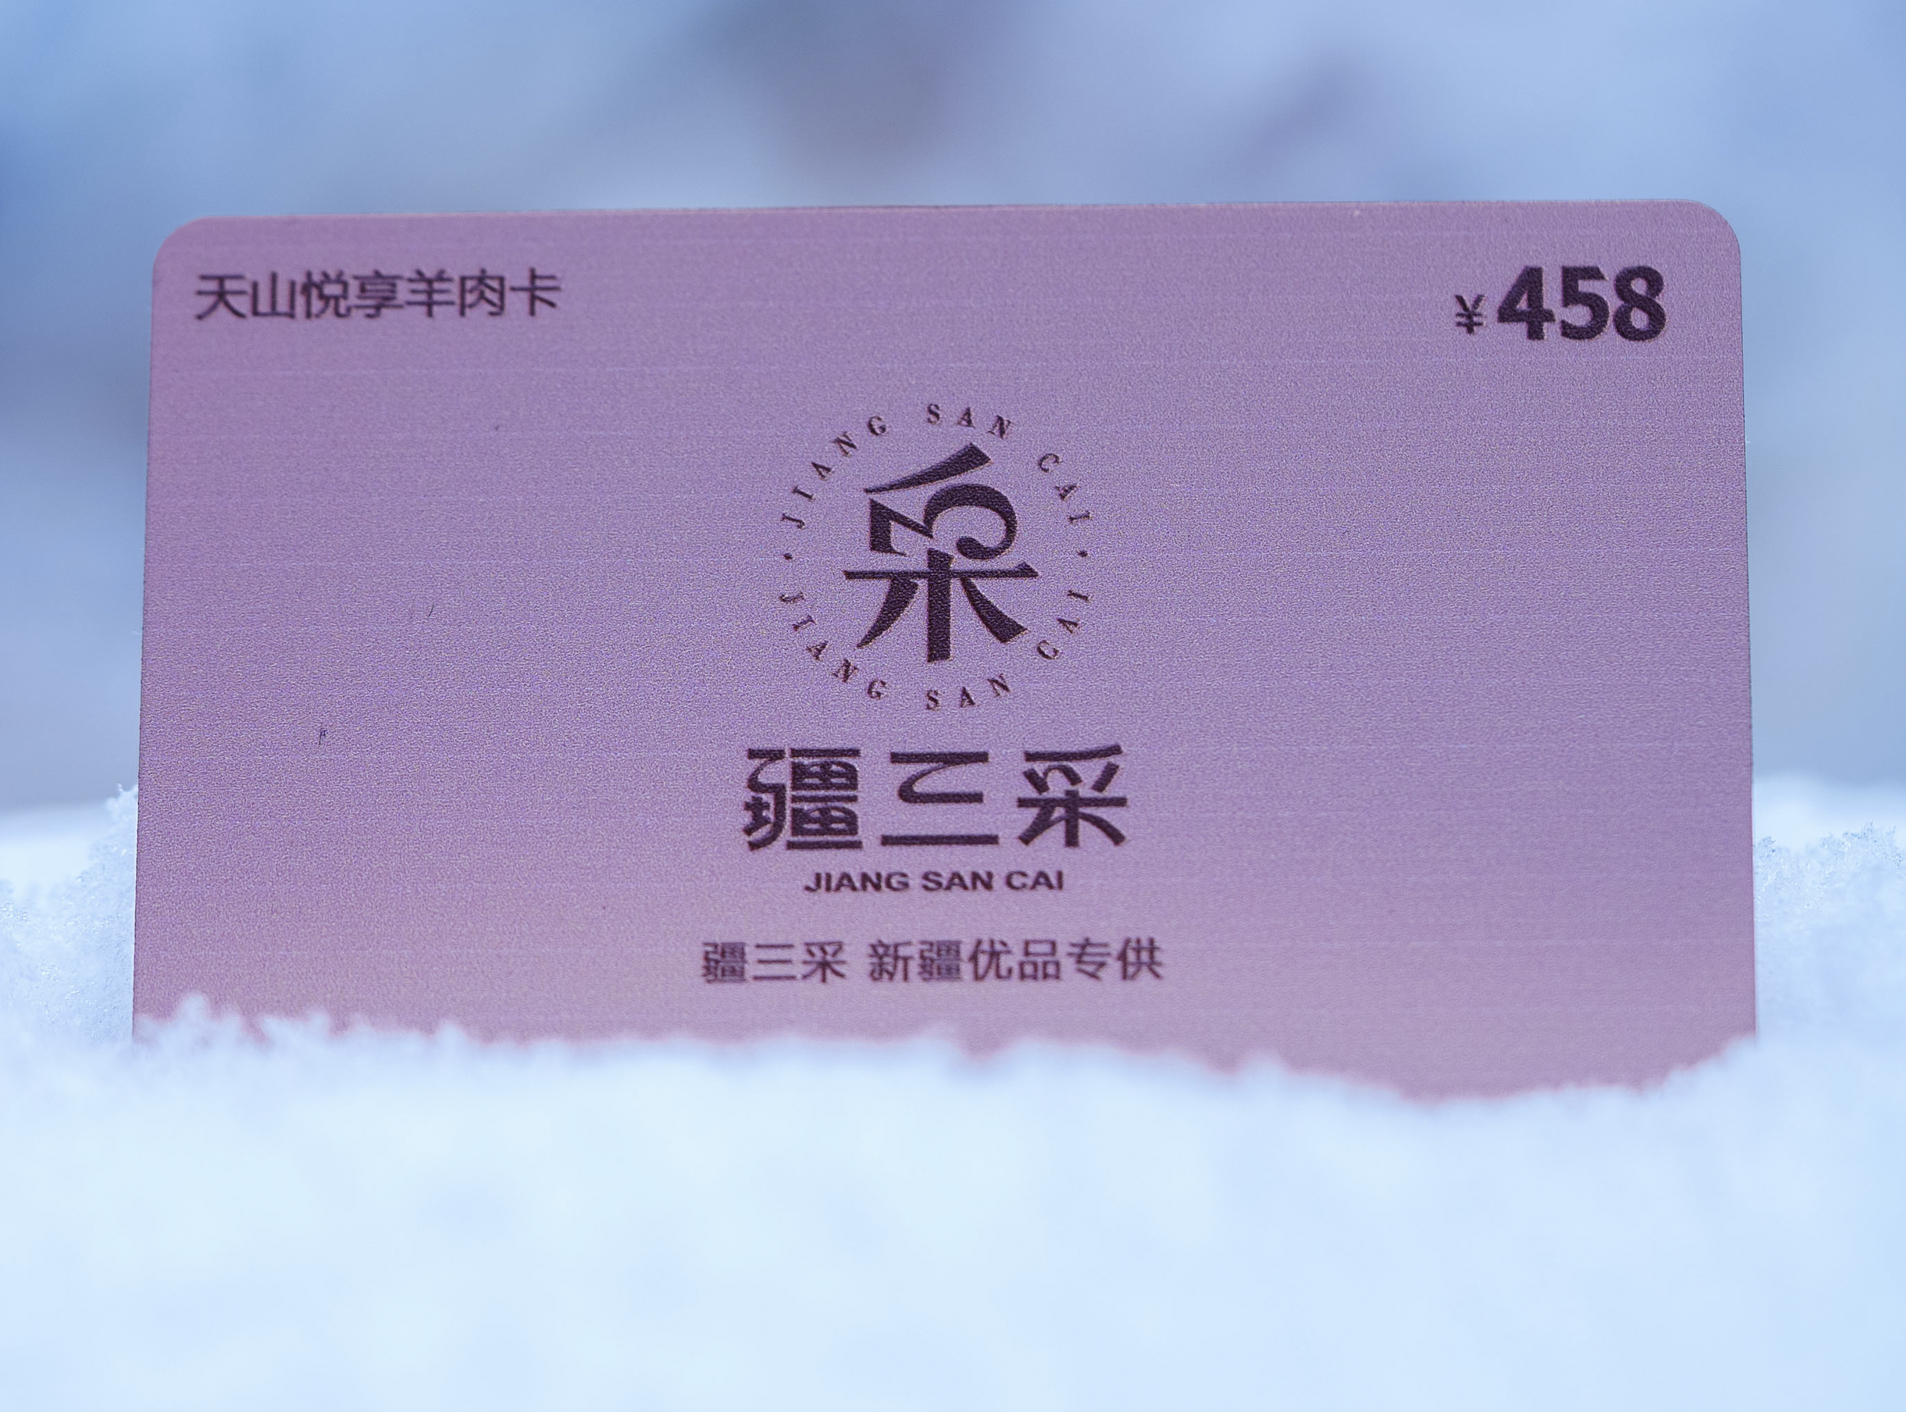 天山悦享羊肉卡
¥458
· JIANG SAN CAI ·
采
JIANG SAN CAI
疆三采
JIANG SAN CAI
疆三采 新疆优品专供